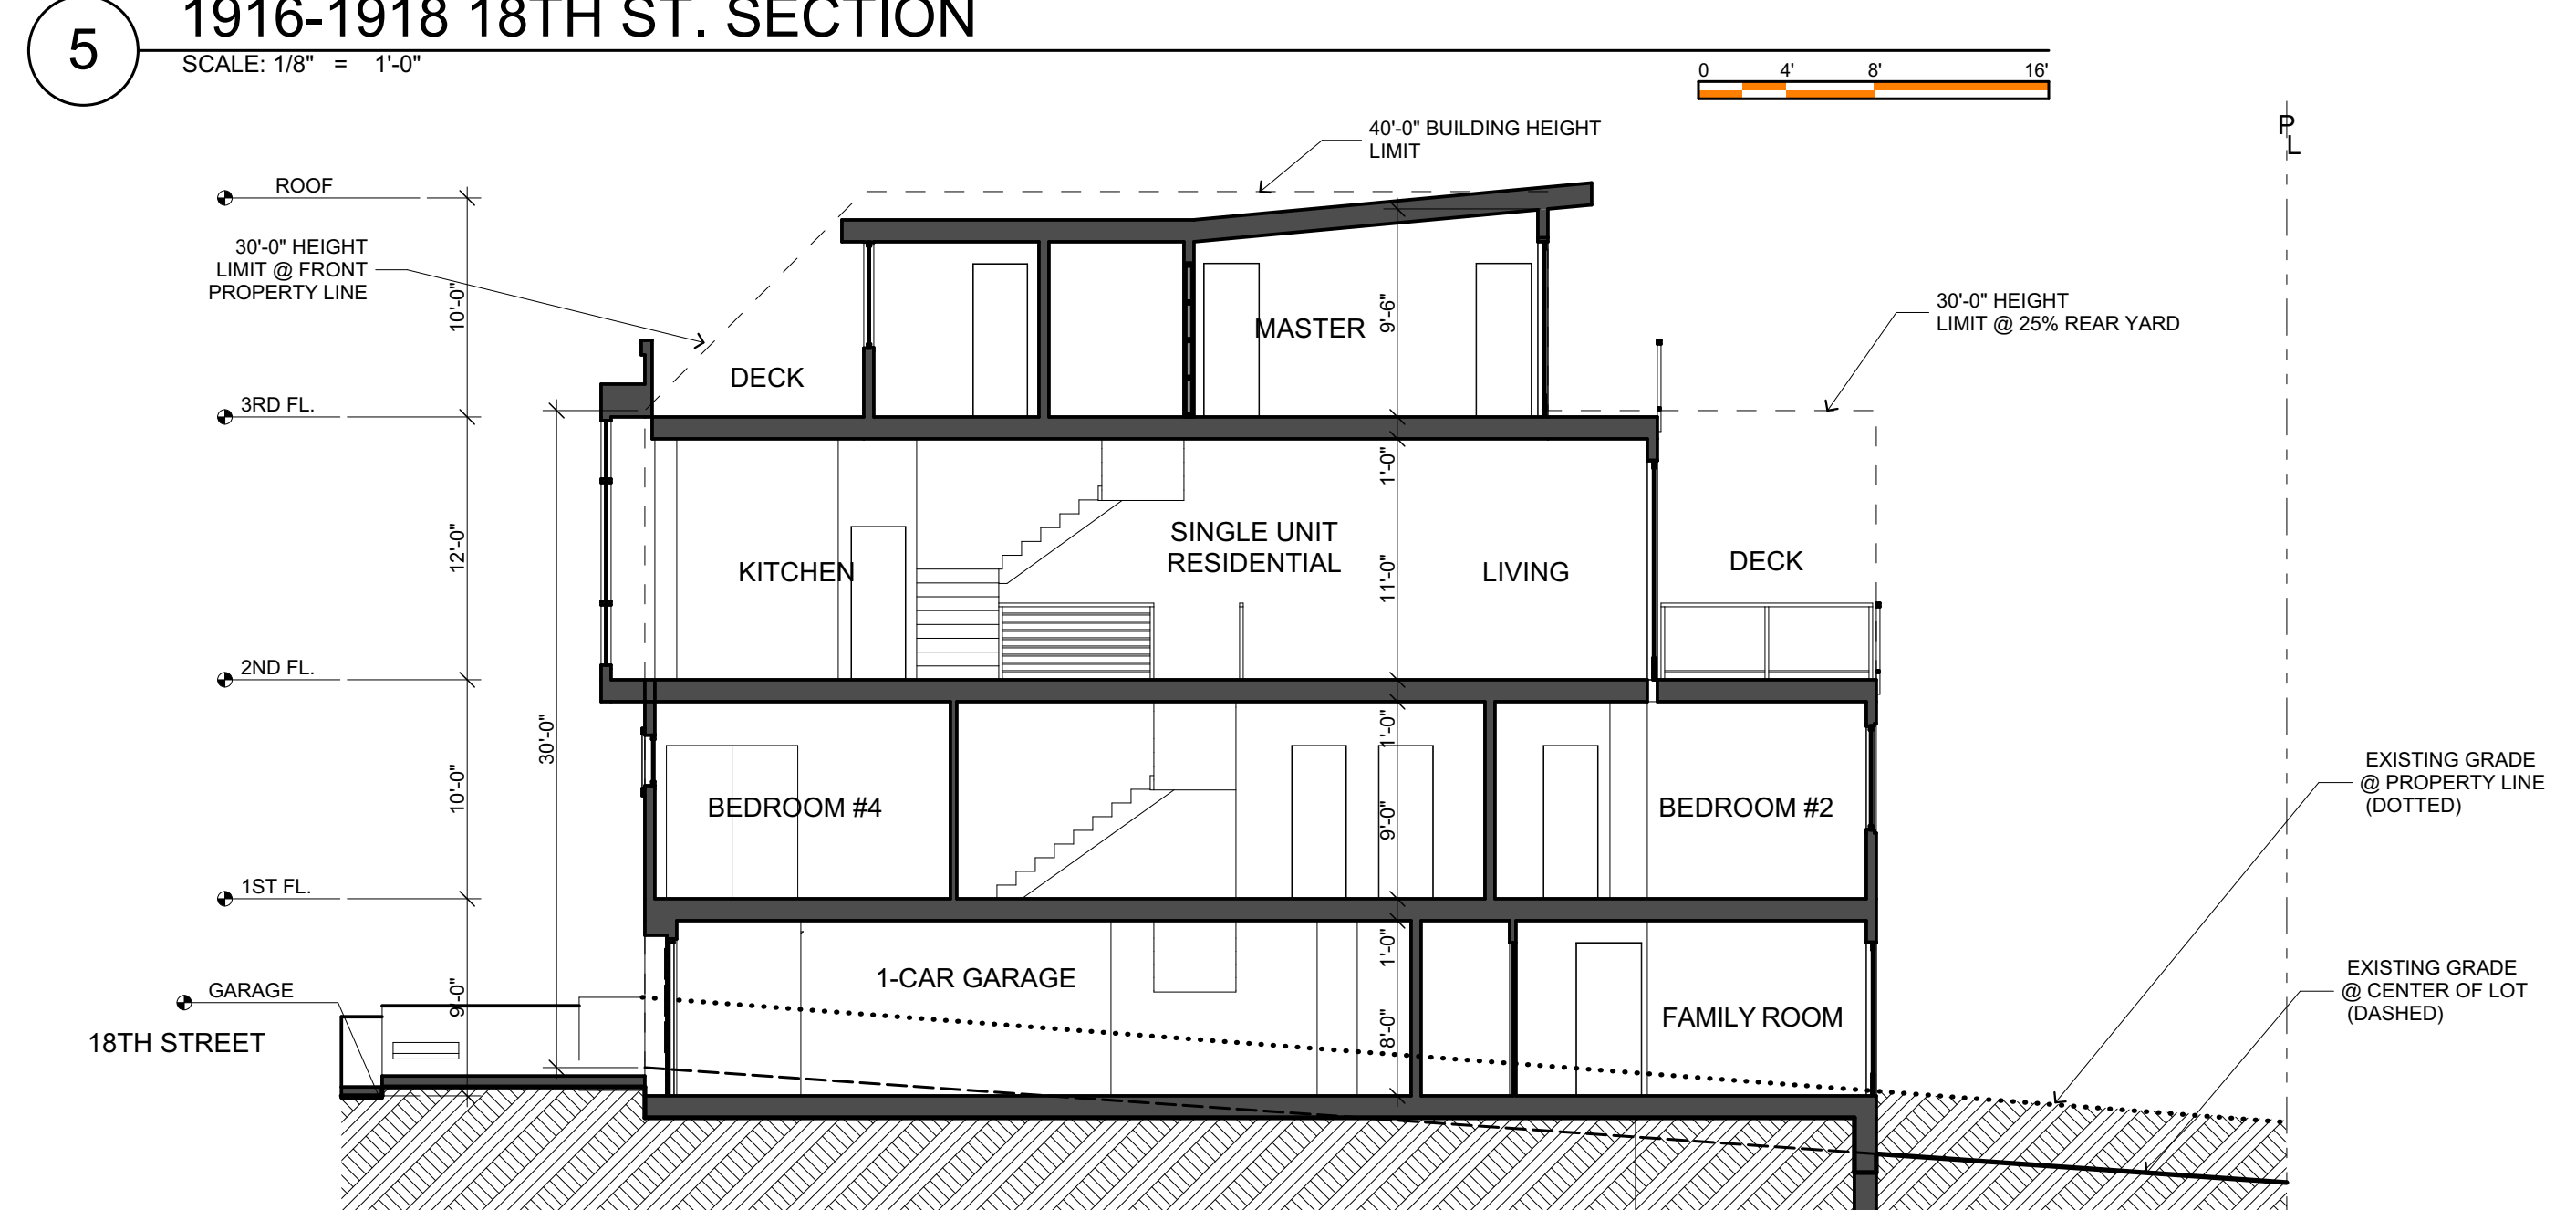 1916-1918 18TH ST. SECTION
5
SCALE: 1/8" = 1'-0"
0 4' 8' 16'
40'-0" BUILDING HEIGHT
LIMIT
P
L
ROOF
30'-0" HEIGHT
LIMIT @ FRONT
PROPERTY LINE
10'-0"
9'-6"
MASTER
DECK
30'-0" HEIGHT
LIMIT @ 25% REAR YARD
3RD FL.
1'-0"
12'-0"
KITCHEN
SINGLE UNIT
RESIDENTIAL
11'-0"
LIVING
DECK
2ND FL.
30'-0"
1'-0"
10'-0"
BEDROOM #4
9'-0"
BEDROOM #2
EXISTING GRADE
@ PROPERTY LINE
(DOTTED)
1ST FL.
1'-0"
9'-0"
1-CAR GARAGE
GARAGE
8'-0"
FAMILY ROOM
EXISTING GRADE
@ CENTER OF LOT
(DASHED)
18TH STREET